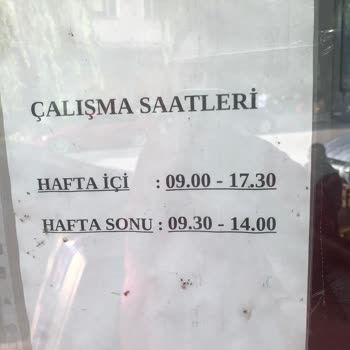 ÇALIŞMA SAATLERİ
HAFTA İÇİ : 09.00 - 17.30
HAFTA SONU : 09.30 - 14.00